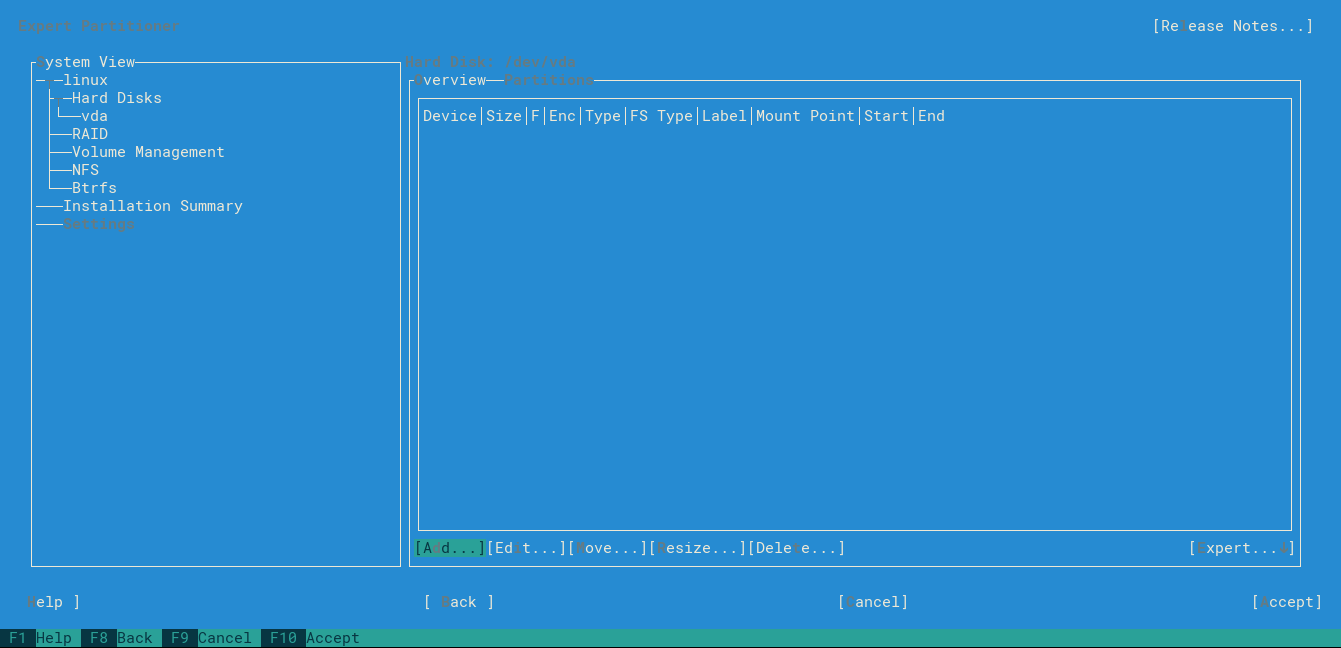 Expert Partitioner [Release Notes...]
System View
Hard Disk: /dev/vda
linux
Overview Partitions
Hard Disks
vda
Device|Size|F|Enc|Type|FS Type|Label|Mount Point|Start|End
RAID
Volume Management
NFS
Btrfs
Installation Summary
Settings
[Add...][Edit...][Move...][Resize...][Delete...] [Expert...↓]
Help ] [ Back ] [Cancel] [Accept]
F1 Help F8 Back F9 Cancel F10 Accept